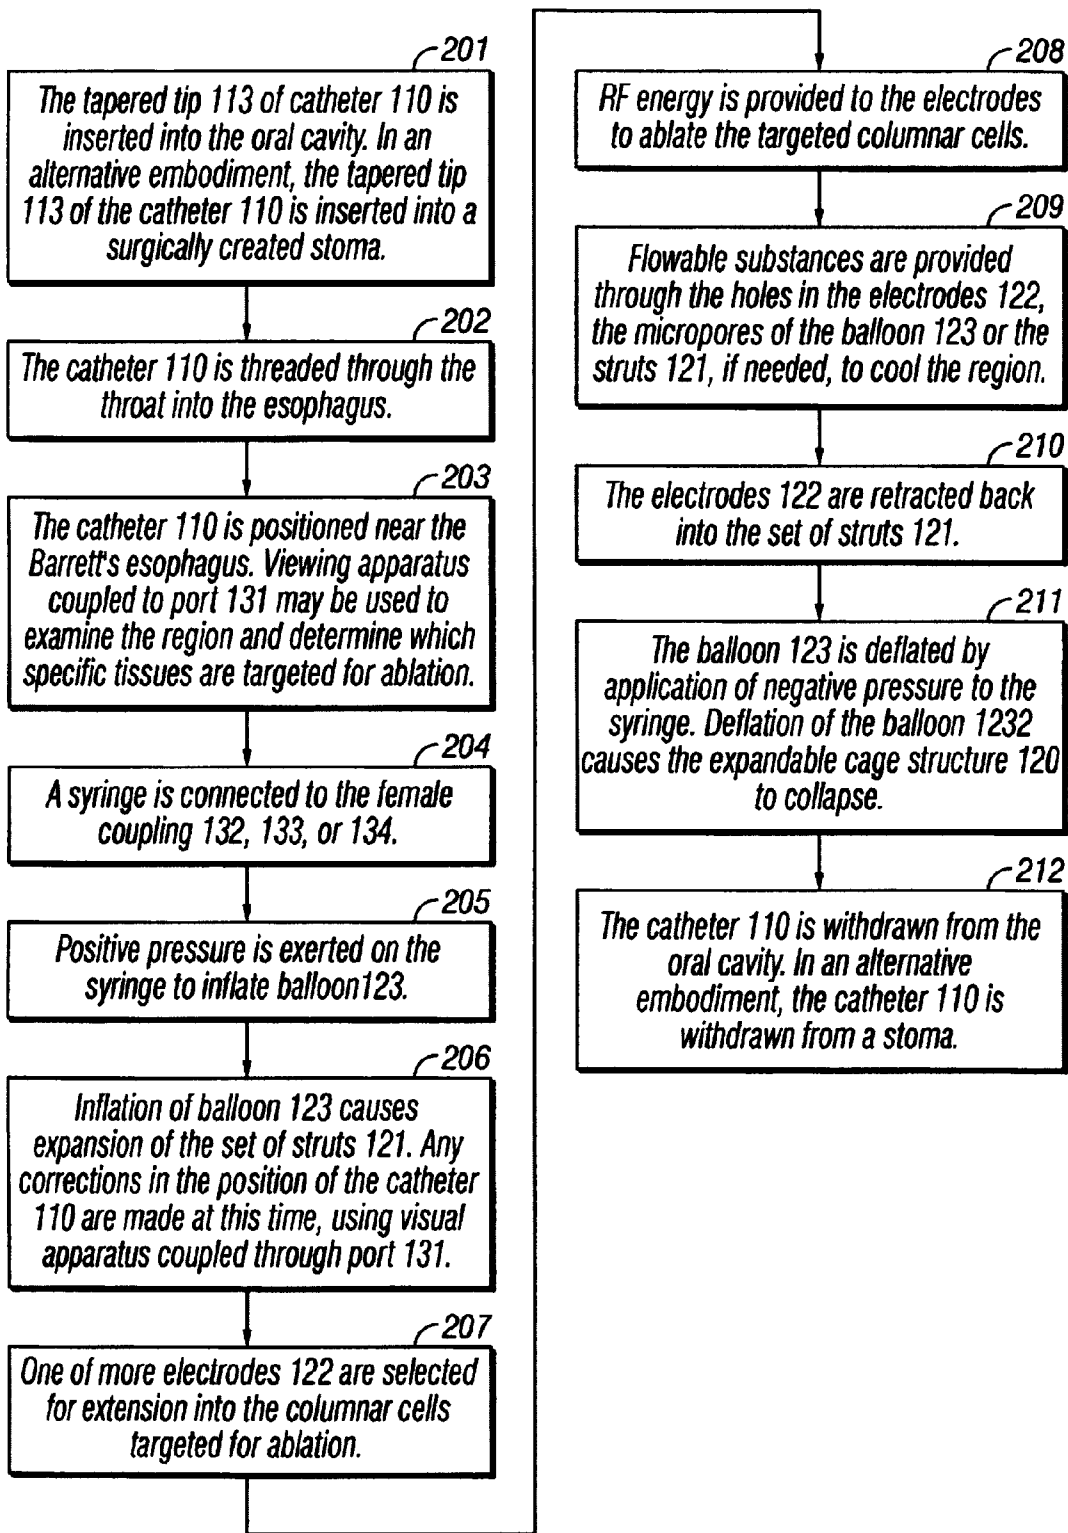 201
The tapered tip 113 of catheter 110 is
inserted into the oral cavity. In an
alternative embodiment, the tapered tip
113 of the catheter 110 is inserted into a
surgically created stoma.
202
The catheter 110 is threaded through the
throat into the esophagus.
203
The catheter 110 is positioned near the
Barrett's esophagus. Viewing apparatus
coupled to port 131 may be used to
examine the region and determine which
specific tissues are targeted for ablation.
204
A syringe is connected to the female
coupling 132, 133, or 134.
205
Positive pressure is exerted on the
syringe to inflate balloon 123.
206
Inflation of balloon 123 causes
expansion of the set of struts 121. Any
corrections in the position of the catheter
110 are made at this time, using visual
apparatus coupled through port 131.
207
One of more electrodes 122 are selected
for extension into the columnar cells
targeted for ablation.
208
RF energy is provided to the electrodes
to ablate the targeted columnar cells.
209
Flowable substances are provided
through the holes in the electrodes 122,
the micropores of the balloon 123 or the
struts 121, if needed, to cool the region.
210
The electrodes 122 are retracted back
into the set of struts 121.
211
The balloon 123 is deflated by
application of negative pressure to the
syringe. Deflation of the balloon 1232
causes the expandable cage structure 120
to collapse.
212
The catheter 110 is withdrawn from the
oral cavity. In an alternative
embodiment, the catheter 110 is
withdrawn from a stoma.